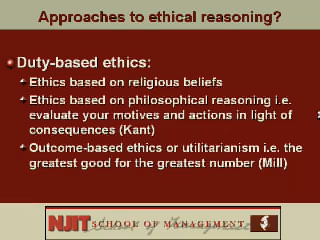 Approaches to ethical reasoning?
Duty-based ethics:
Ethics based on religious beliefs
Ethics based on philosophical reasoning i.e.
evaluate your motives and actions in light of
consequences (Kant)
Outcome-based ethics or utilitarianism i.e. the
greatest good for the greatest number (Mill)
NJIT SCHOOL OF MANAGEMENT